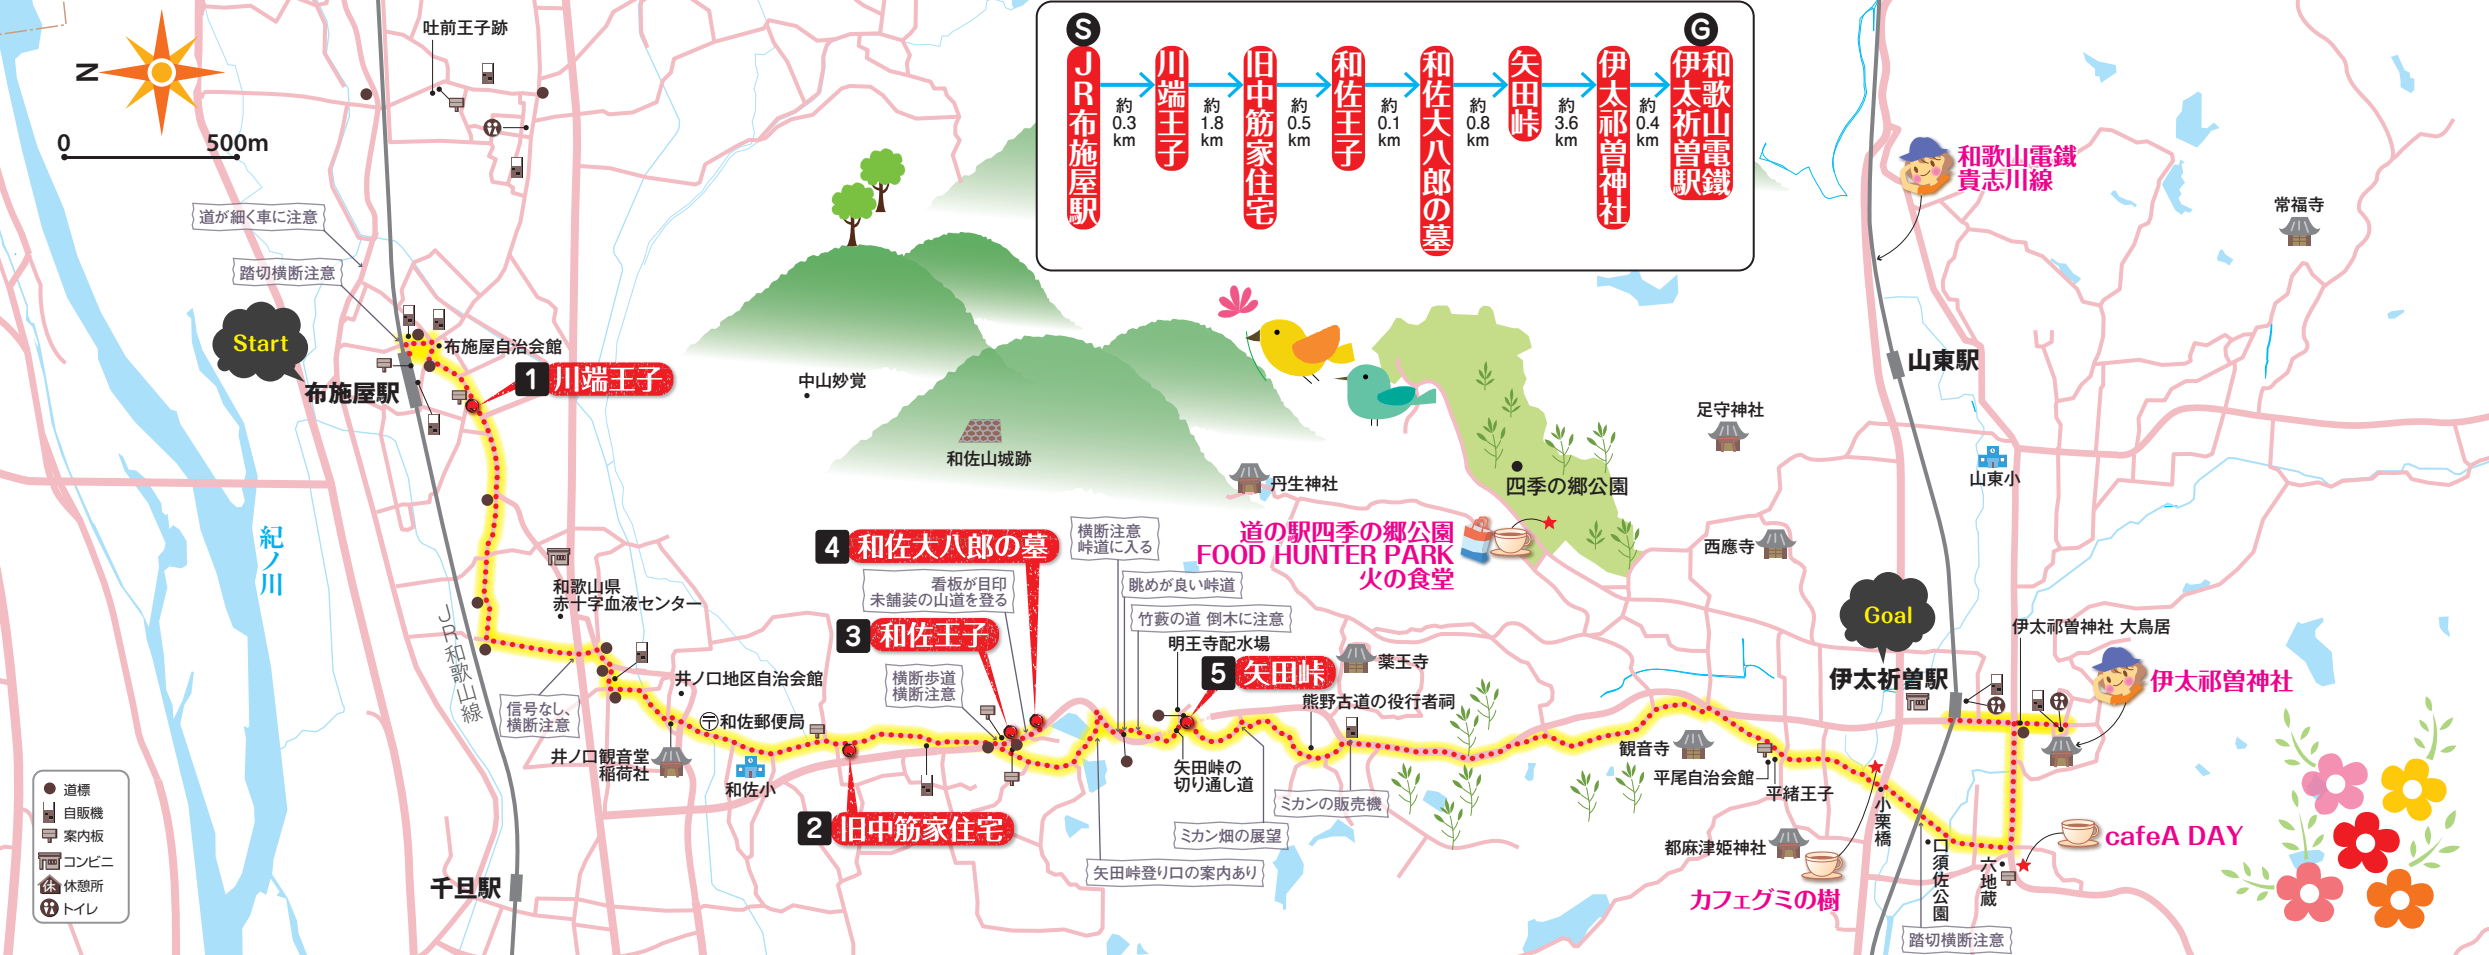 N
0 500m
吐前王子跡
道が細く車に注意
踏切横断注意
Start
布施屋駅
布施屋自治会館
1 川端王子
紀ノ川
JR和歌山線
和歌山県
赤十字血液センター
信号なし、
横断注意
井ノ口地区自治会館
和佐郵便局
井ノ口観音堂
稲荷社
和佐小
千旦駅
道標
自販機
案内板
コンビニ
休 休憩所
トイレ
S
JR布施屋駅
約
0.3
km
川端王子
約
1.8
km
旧中筋家住宅
約
0.5
km
和佐王子
約
0.1
km
和佐大八郎の墓
約
0.8
km
矢田峠
約
3.6
km
伊太祁曽神社
約
0.4
km
G
和歌山電鐵
伊太祈曽駅
中山妙覚
和佐山城跡
4 和佐大八郎の墓
看板が目印
未舗装の山道を登る
3 和佐王子
横断歩道
横断注意
2 旧中筋家住宅
横断注意
峠道に入る
眺めが良い峠道
竹藪の道 倒木に注意
明王寺配水場
5 矢田峠
矢田峠の
切り通し道
ミカン畑の展望
矢田峠登り口の案内あり
ミカンの販売機
熊野古道の役行者祠
薬王寺
丹生神社
四季の郷公園
道の駅四季の郷公園
FOOD HUNTER PARK
火の食堂
足守神社
西應寺
観音寺
平尾自治会館
平緒王子
都麻津姫神社
カフェグミの樹
小栗橋
口須佐公園
踏切横断注意
六地蔵
cafeA DAY
和歌山電鐵
貴志川線
常福寺
山東駅
山東小
Goal
伊太祈曽駅
伊太祁曽神社 大鳥居
伊太祁曽神社